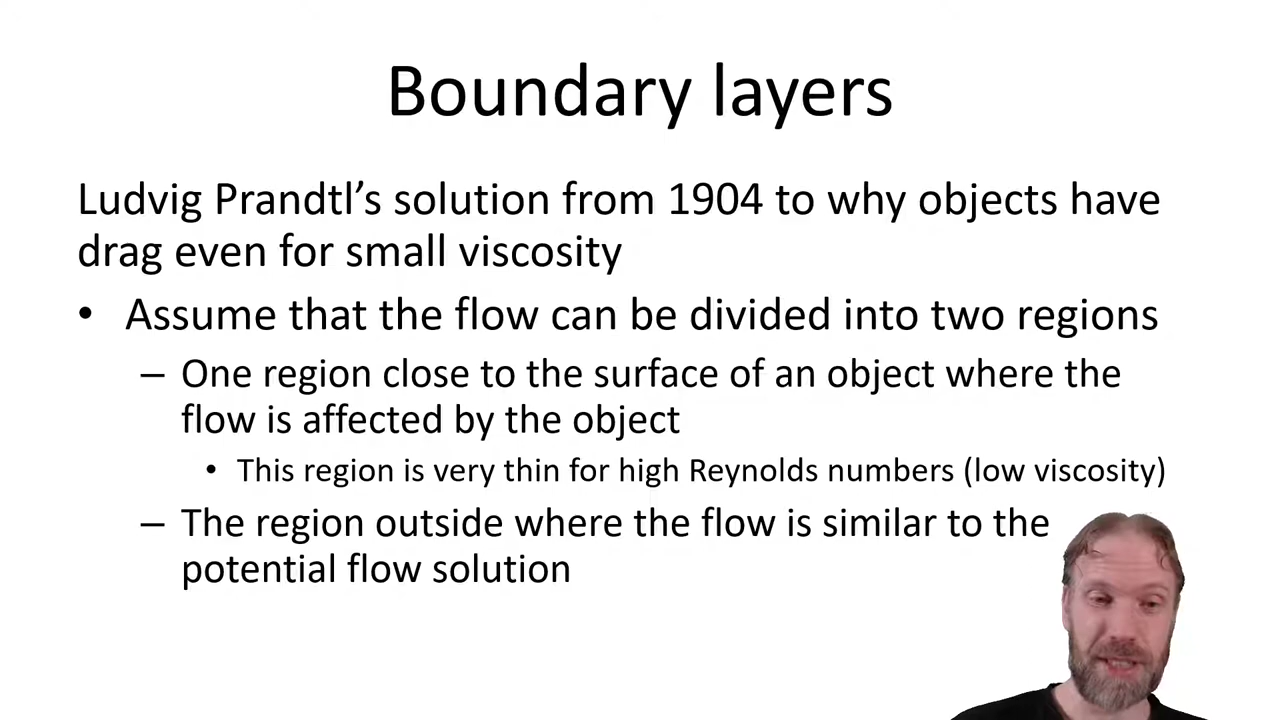 Boundary layers
Ludvig Prandtl’s solution from 1904 to why objects have
drag even for small viscosity
• Assume that the flow can be divided into two regions
– One region close to the surface of an object where the
flow is affected by the object
• This region is very thin for high Reynolds numbers (low viscosity)
– The region outside where the flow is similar to the
potential flow solution